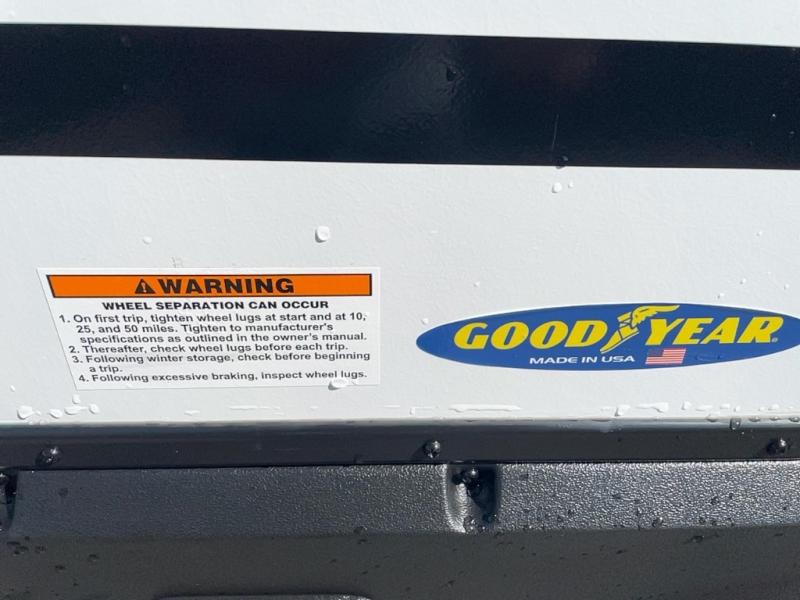 WARNING
WHEEL SEPARATION CAN OCCUR
1. On first trip, tighten wheel lugs at start and at 10,
25, and 50 miles. Tighten to manufacturer's
specifications as outlined in the owner's manual.
2. Thereafter, check wheel lugs before each trip.
3. Following winter storage, check before beginning
a trip.
4. Following excessive braking, inspect wheel lugs.
GOOD YEAR
MADE IN USA